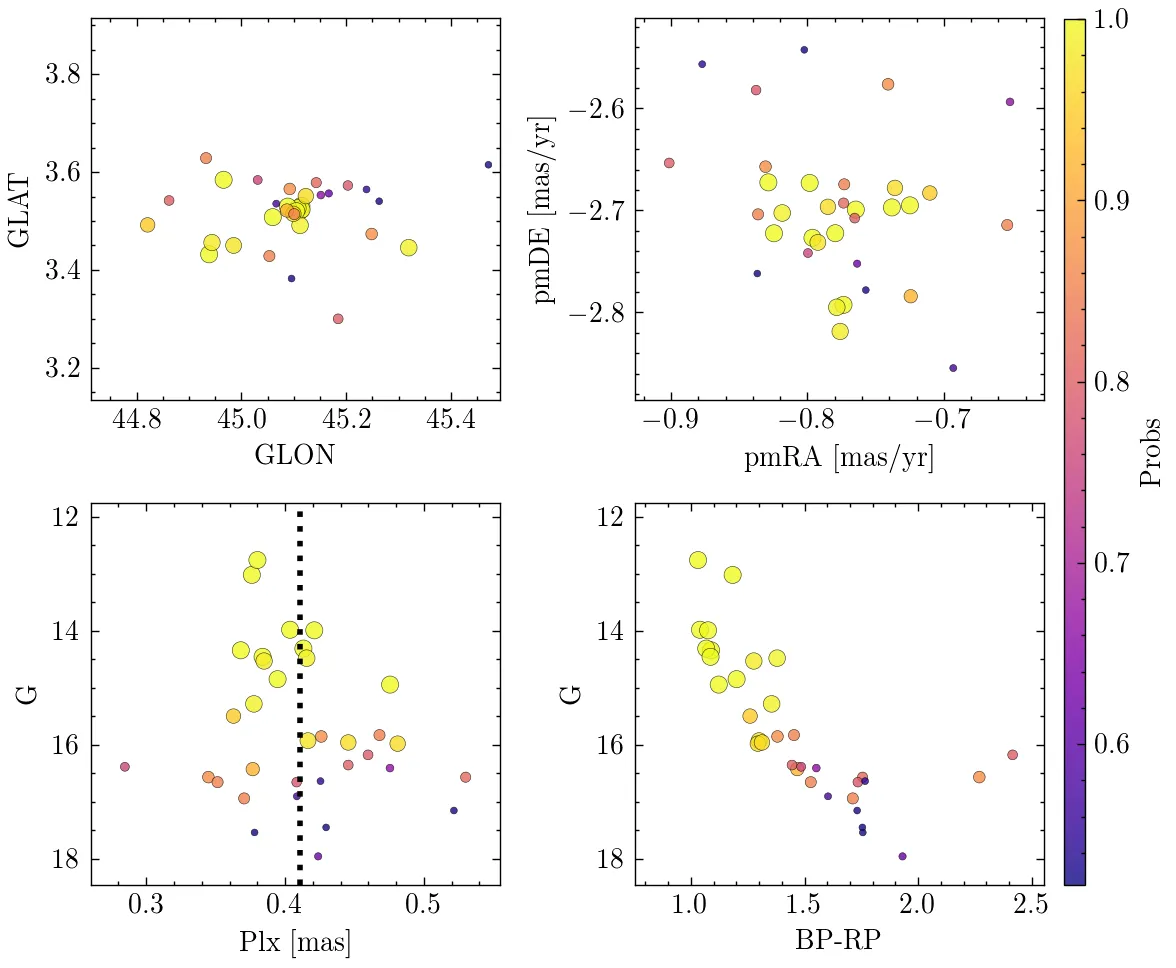 3.8
3.6
3.4
3.2
GLAT
44.8 45.0 45.2 45.4
GLON
−2.6
−2.7
−2.8
pmDE [mas/yr]
−0.9 −0.8 −0.7
pmRA [mas/yr]
12
14
16
18
G
0.3 0.4 0.5
Plx [mas]
12
14
16
18
G
1.0 1.5 2.0 2.5
BP-RP
1.0
0.9
0.8
0.7
0.6
Probs